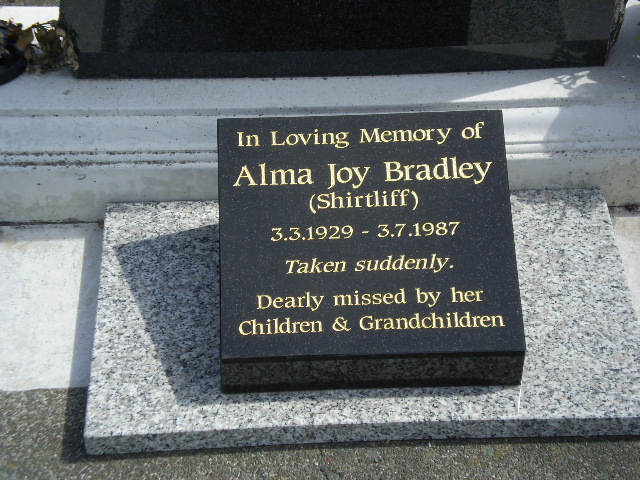 In Loving Memory of
Alma Joy Bradley
(Shirtliff)
3.3.1929 - 3.7.1987
Taken suddenly.
Dearly missed by her
Children & Grandchildren